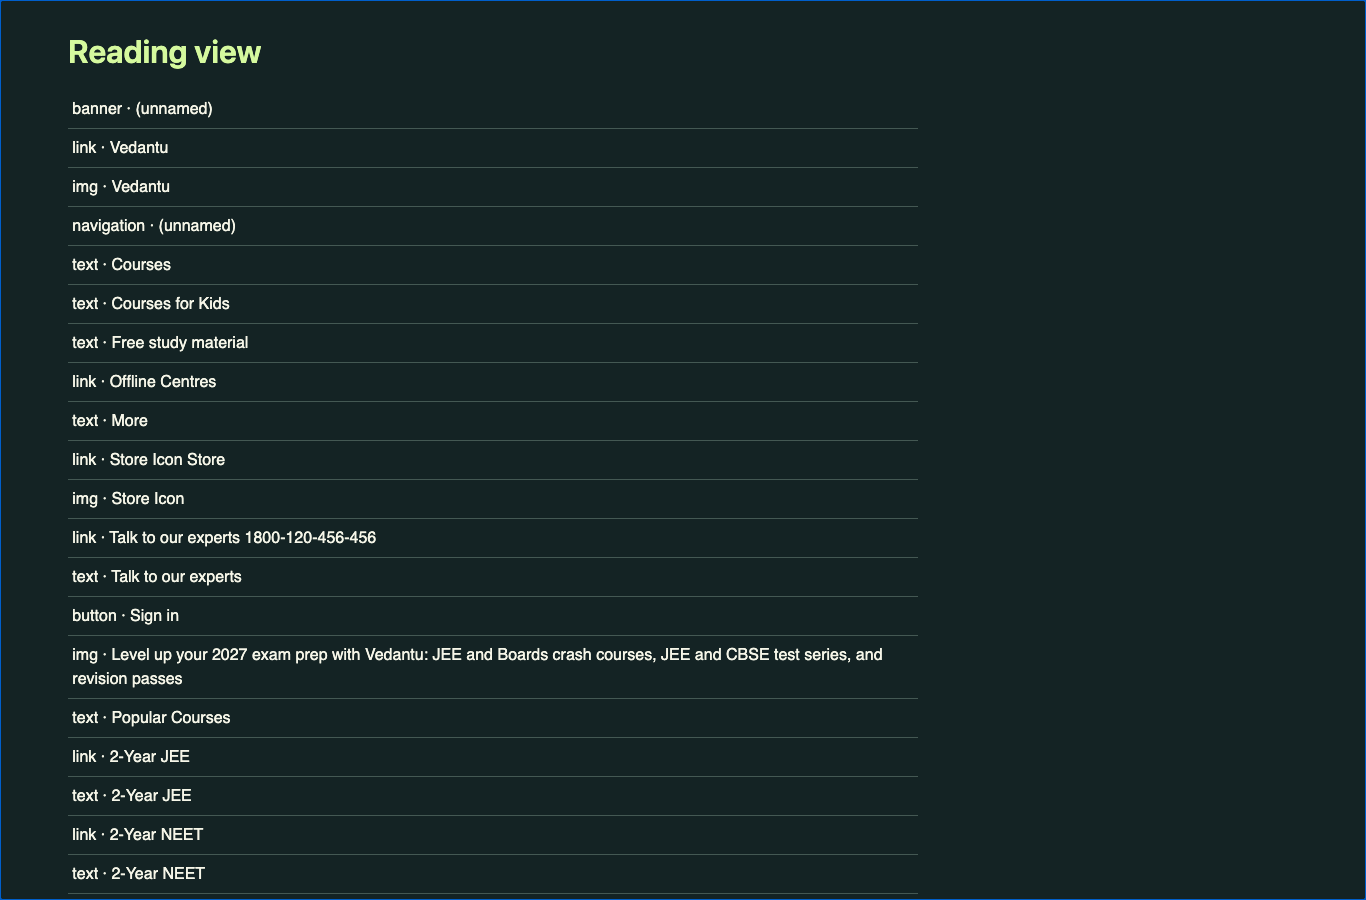 Reading view
banner · (unnamed)
link · Vedantu
img · Vedantu
navigation · (unnamed)
text · Courses
text · Courses for Kids
text · Free study material
link · Offline Centres
text · More
link · Store Icon Store
img · Store Icon
link · Talk to our experts 1800-120-456-456
text · Talk to our experts
button · Sign in
img · Level up your 2027 exam prep with Vedantu: JEE and Boards crash courses, JEE and CBSE test series, and
revision passes
text · Popular Courses
link · 2-Year JEE
text · 2-Year JEE
link · 2-Year NEET
text · 2-Year NEET